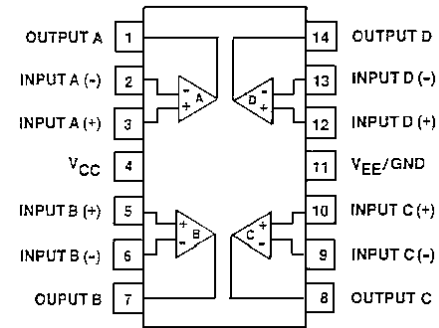 OUTPUT A 1 14 OUTPUT D
INPUT A (-) 2 13 INPUT D (-)
- A D -
+ +
INPUT A (+) 3 12 INPUT D (+)
VCC 4 11 VEE/GND
INPUT B (+) 5 10 INPUT C (+)
+ B C +
- -
INPUT B (-) 6 9 INPUT C (-)
OUPUT B 7 8 OUTPUT C